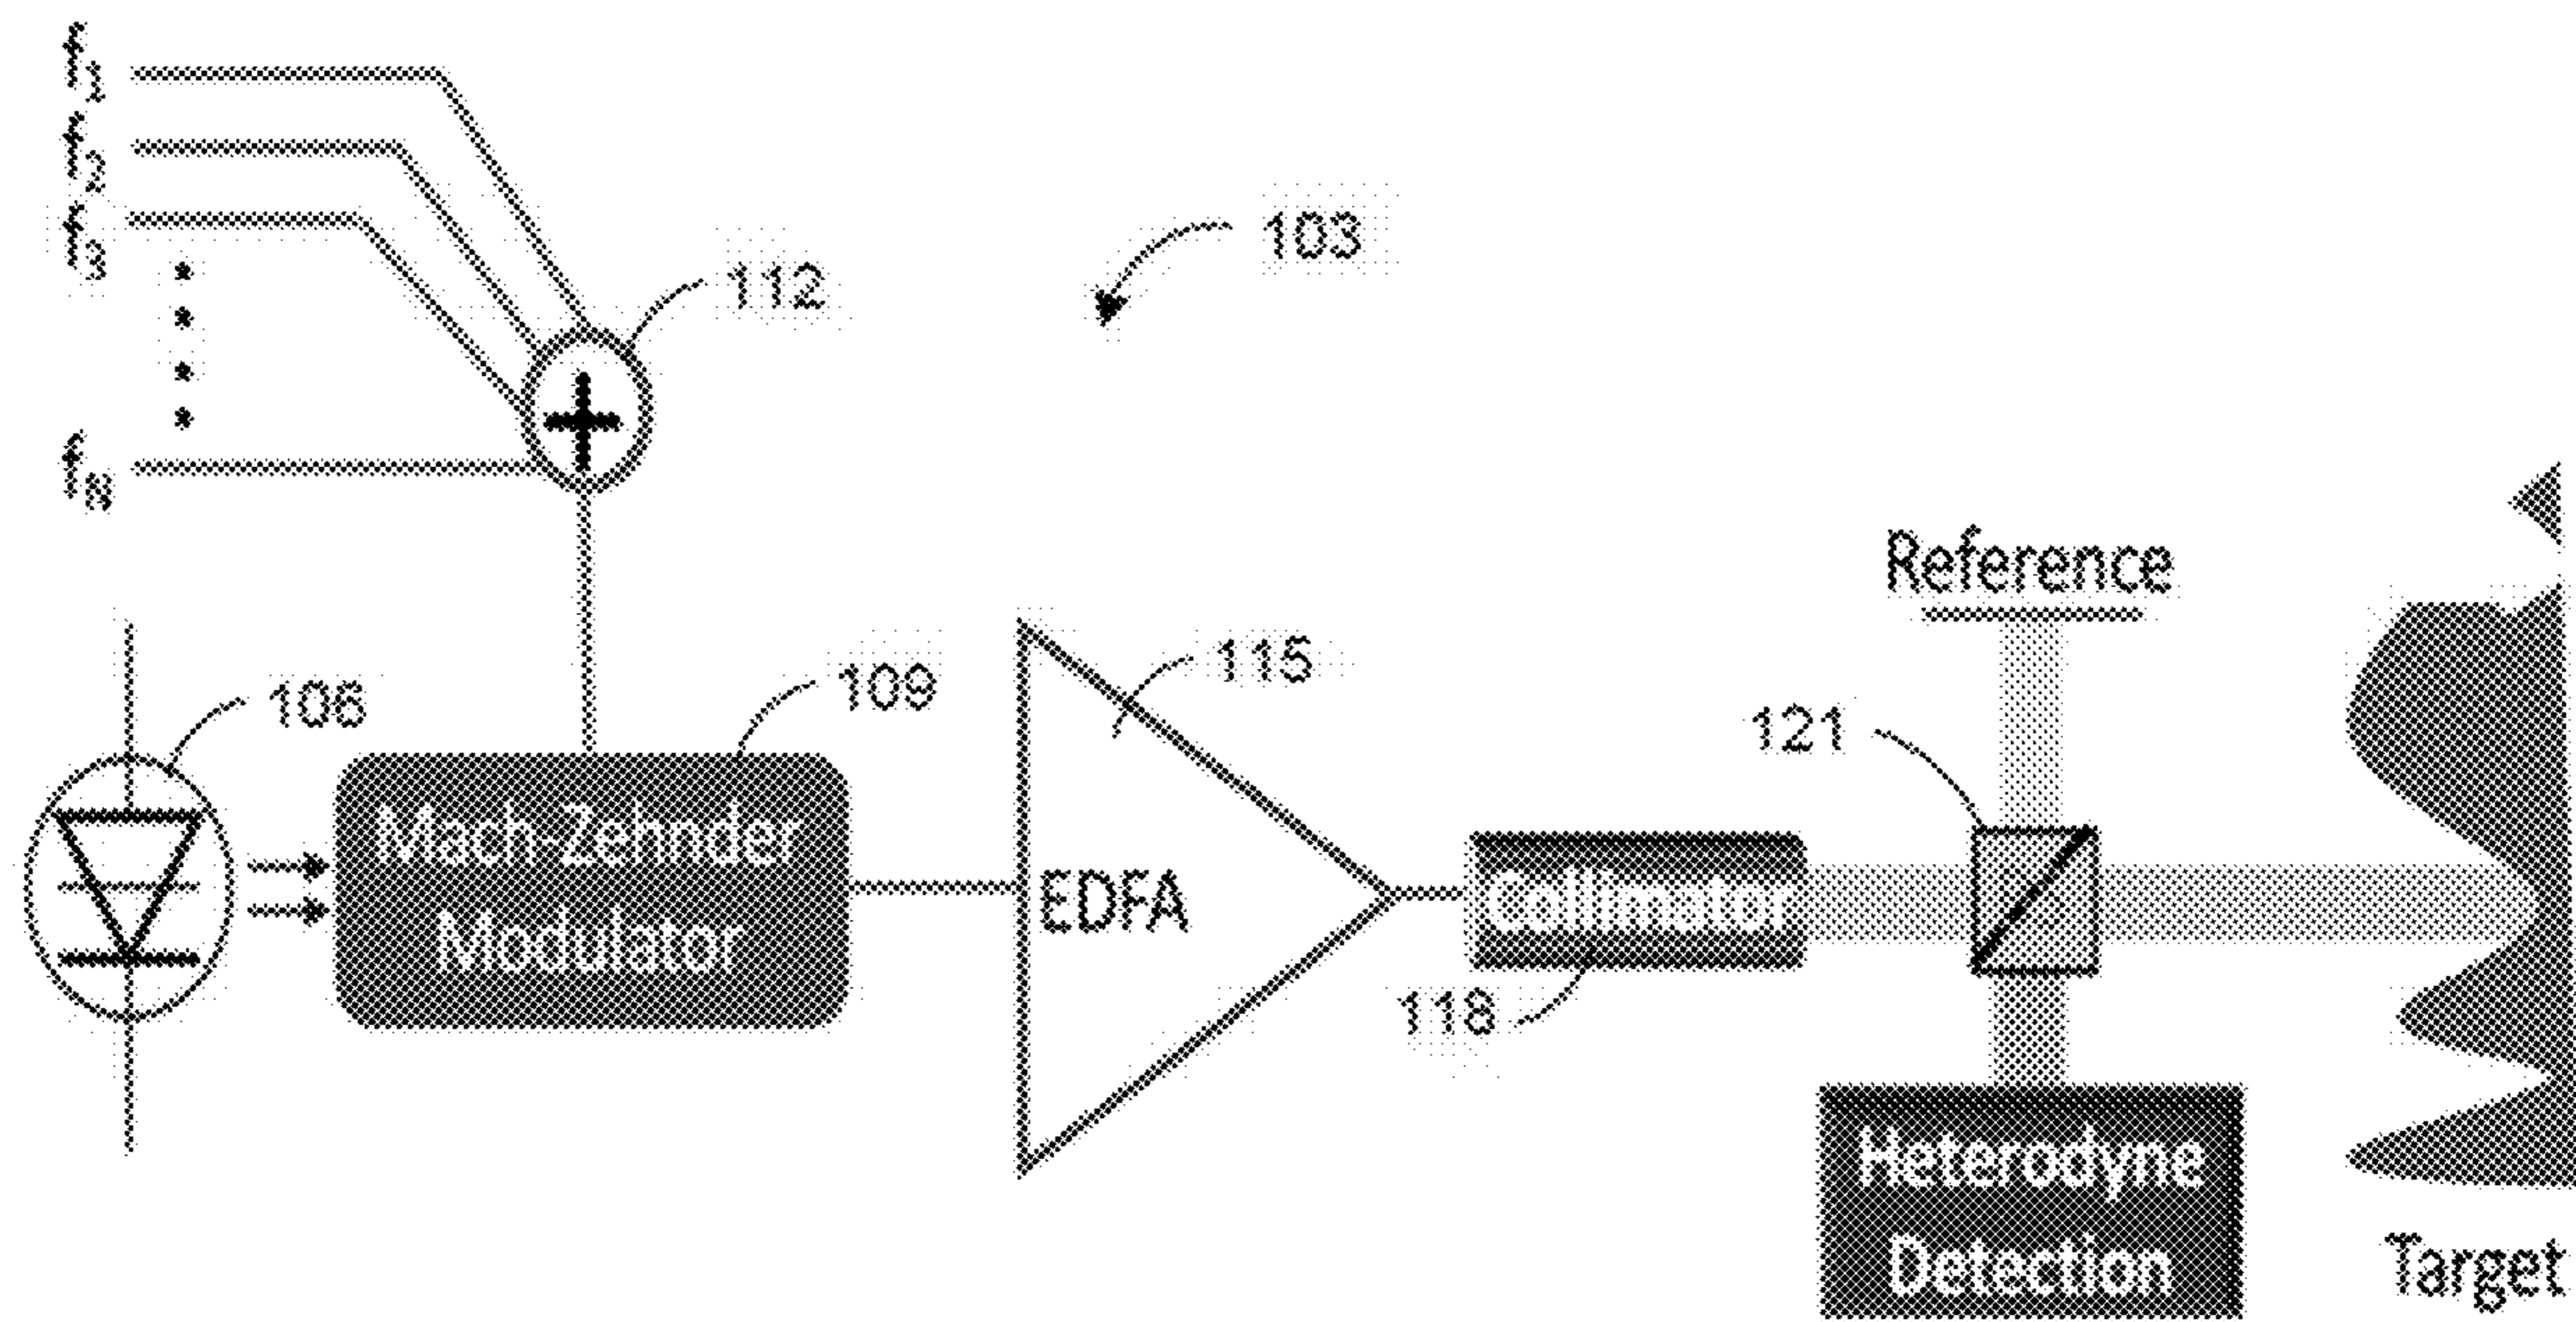 f1
f2
f3
fN
112
103
106
109
115
Reference
121
Mach-Zehnder
Modulator
EDFA
Collimator
118
Heterodyne
Detection
Target